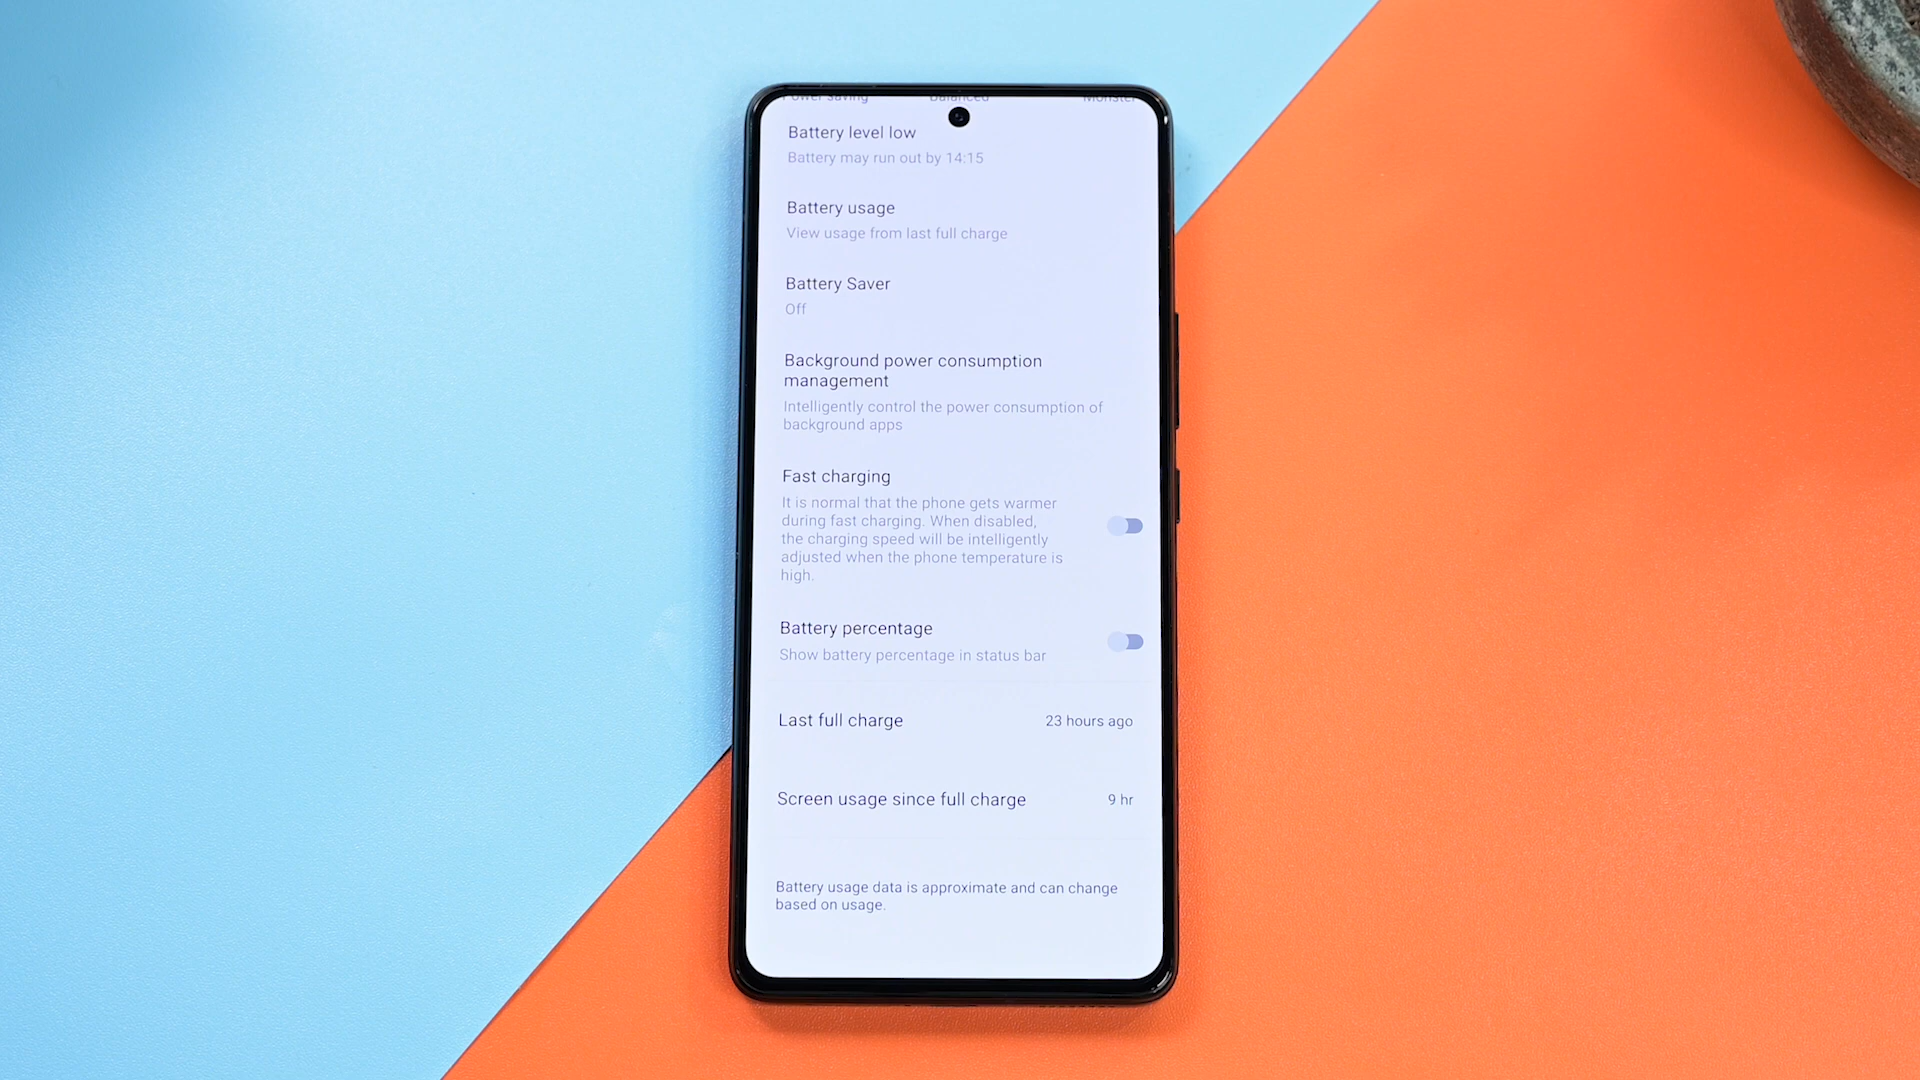 Power saving Balanced Monster
Battery level low
Battery may run out by 14:15
Battery usage
View usage from last full charge
Battery Saver
Off
Background power consumption
management
Intelligently control the power consumption of
background apps
Fast charging
It is normal that the phone gets warmer
during fast charging. When disabled,
the charging speed will be intelligently
adjusted when the phone temperature is
high.
Battery percentage
Show battery percentage in status bar
Last full charge 23 hours ago
Screen usage since full charge 9 hr
Battery usage data is approximate and can change
based on usage.